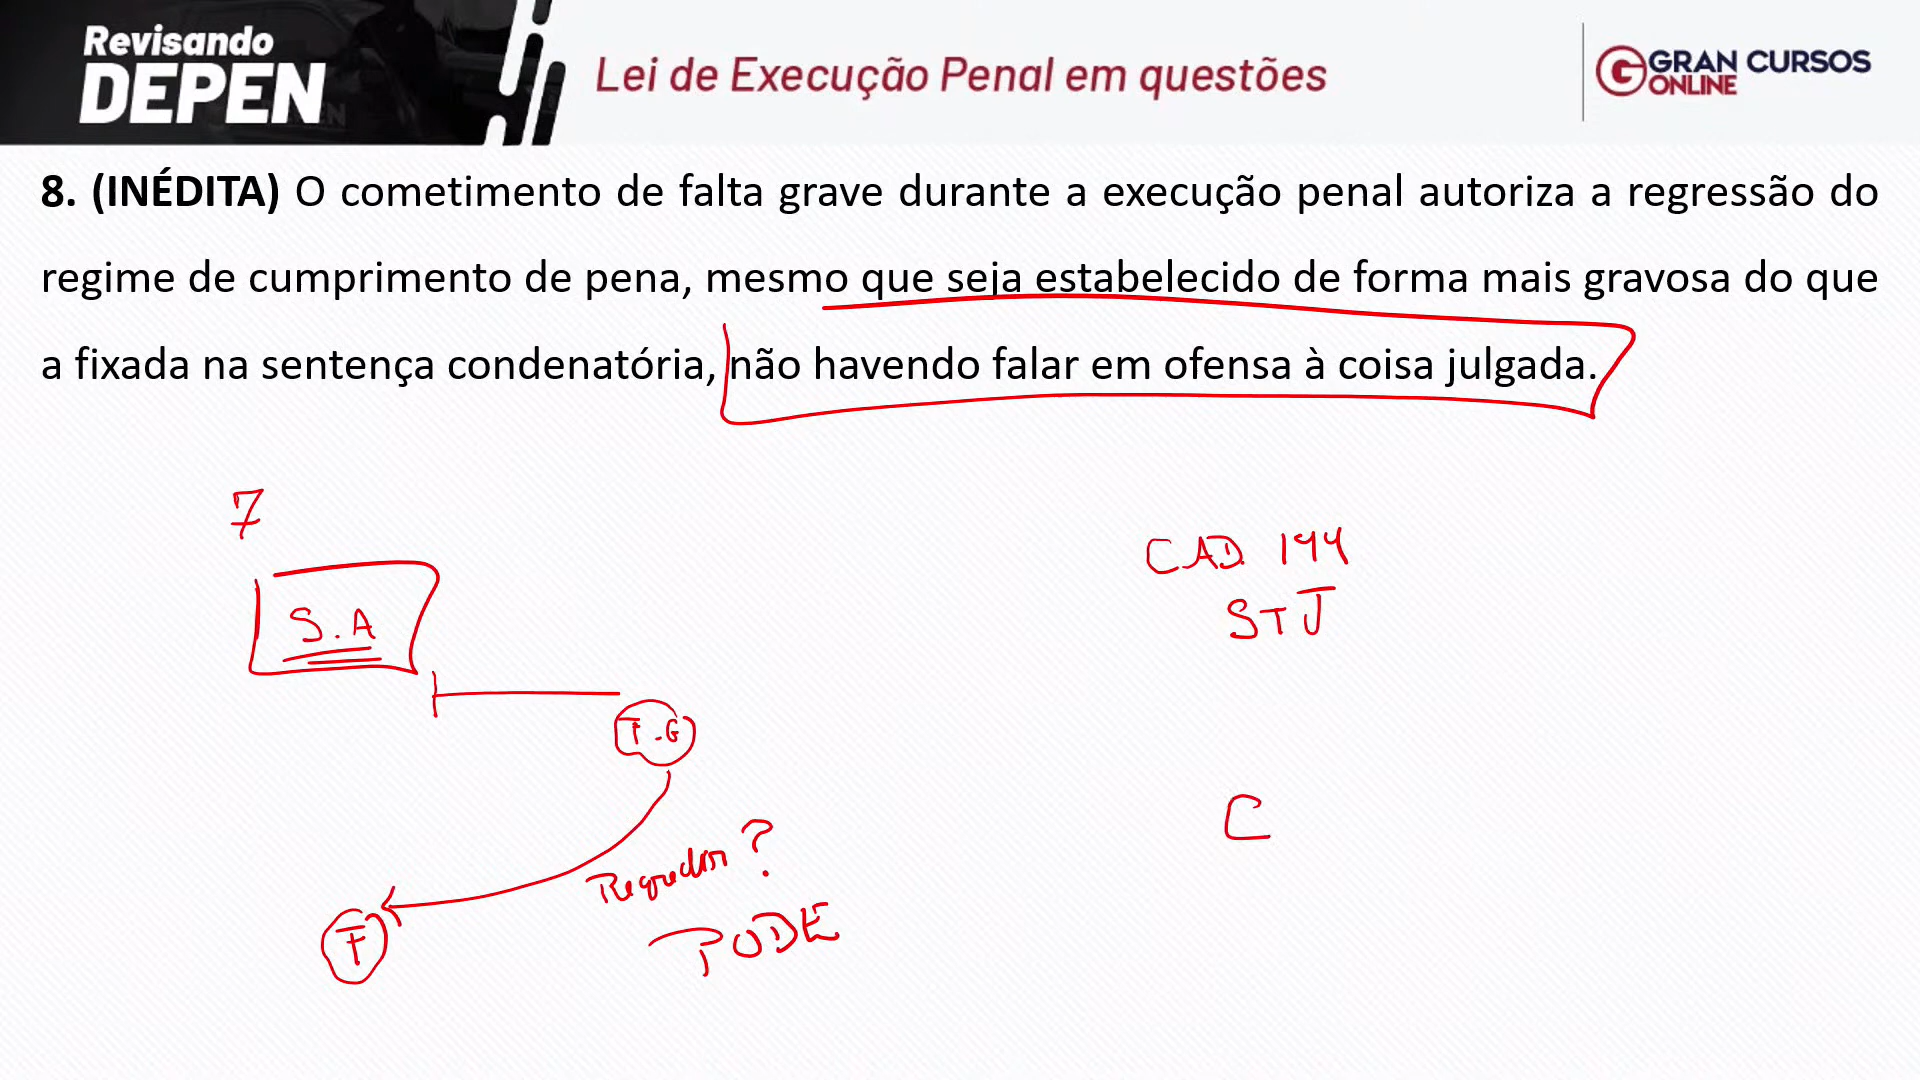 Revisando
DEPEN
Lei de Execução Penal em questões
GRAN CURSOS
ONLINE
8. (INÉDITA) O cometimento de falta grave durante a execução penal autoriza a regressão do
regime de cumprimento de pena, mesmo que seja estabelecido de forma mais gravosa do que
a fixada na sentença condenatória, não havendo falar em ofensa à coisa julgada.
7
S.A
CAD 144
STJ
F.G
?
F
PODE
C